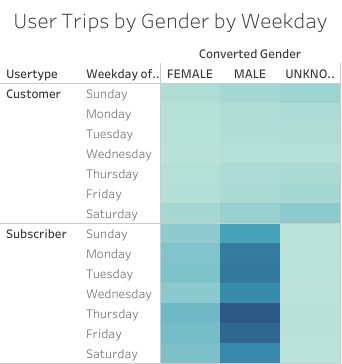 User Trips by Gender by Weekday
Converted Gender
Usertype Weekday of.. FEMALE MALE UNKNO..
Customer Sunday
Monday
Tuesday
Wednesday
Thursday
Friday
Saturday
Subscriber Sunday
Monday
Tuesday
Wednesday
Thursday
Friday
Saturday